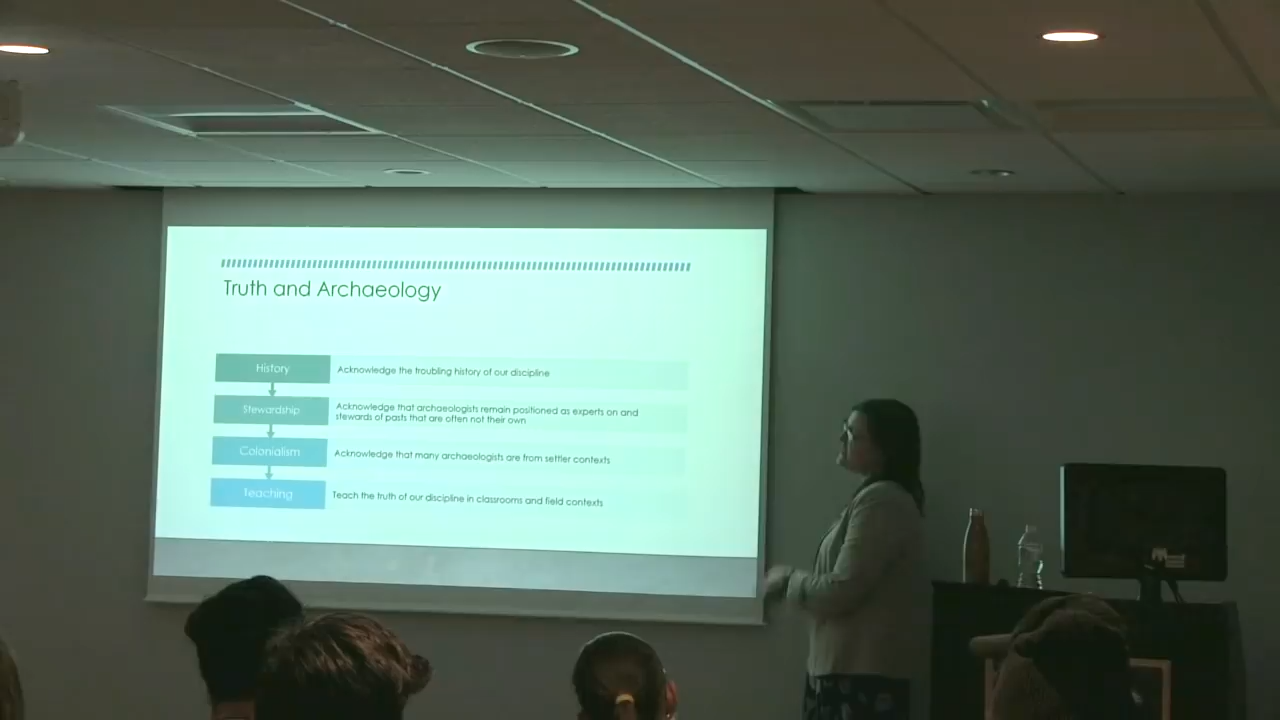 Truth and Archaeology
History
Acknowledge the troubling history of our discipline
Stewardship
Acknowledge that archaeologists remain positioned as experts on and
stewards of pasts that are often not their own
Colonialism
Acknowledge that many archaeologists are from settler contexts
Teaching
Teach the truth of our discipline in classrooms and field contexts